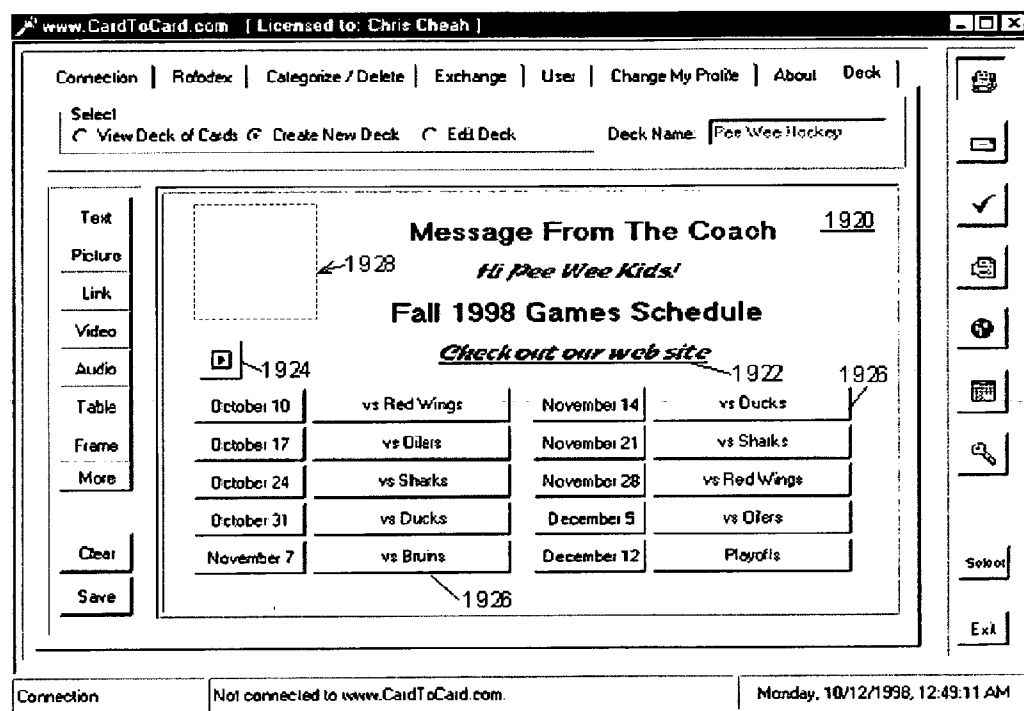 www.CardToCard.com [ Licensed to: Chris Cheah ]
Connection | Rolodex | Categorize / Delete | Exchange | User | Change My Profile | About Deck
Select
View Deck of Cards Create New Deck Edit Deck Deck Name: Pee Wee Hockey
Text
Picture
Link
Video
Audio
Table
Frame
More
Clear
Save
Message From The Coach 1920
1928 Hi Pee Wee Kids!
Fall 1998 Games Schedule
Check out our web site
1924 1922 1926
October 10 vs Red Wings November 14 vs Ducks
October 17 vs Oilers November 21 vs Sharks
October 24 vs Sharks November 28 vs Red Wings
October 31 vs Ducks December 5 vs Oilers
November 7 vs Bruins December 12 Playoffs
1926
Select
Exit
Connection Not connected to www.CardToCard.com. Monday, 10/12/1998, 12:49:11 AM